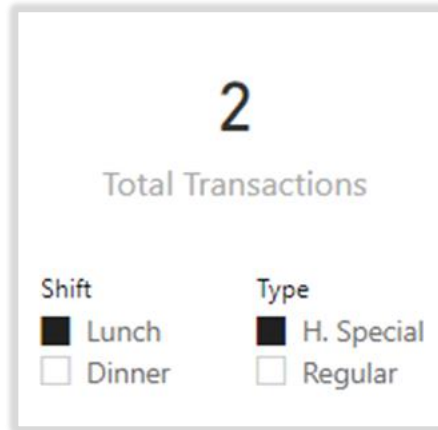 2
Total Transactions
Shift
Lunch
Dinner
Type
H. Special
Regular